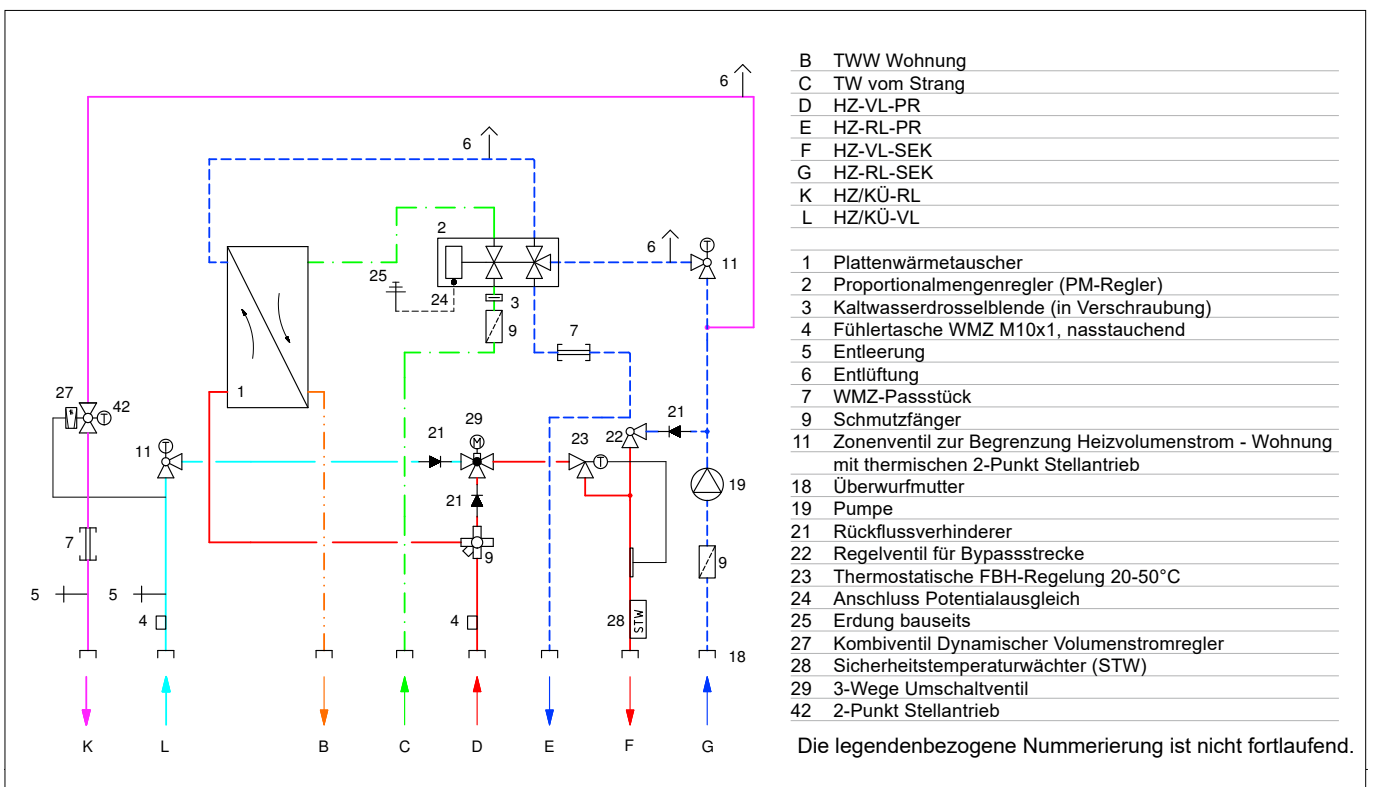 6
6
2
6
11
25
24
3
9
7
1
27
42
11
21
29
M
23
22
21
T
T
T
T
21
19
7
9
9
5
5
4
4
28
STW
18
K
L
B
C
D
E
F
G
B TWW Wohnung
C TW vom Strang
D HZ-VL-PR
E HZ-RL-PR
F HZ-VL-SEK
G HZ-RL-SEK
K HZ/KÜ-RL
L HZ/KÜ-VL
1 Plattenwärmetauscher
2 Proportionalmengenregler (PM-Regler)
3 Kaltwasserdrosselblende (in Verschraubung)
4 Fühlertasche WMZ M10x1, nasstauchend
5 Entleerung
6 Entlüftung
7 WMZ-Passstück
9 Schmutzfänger
11 Zonenventil zur Begrenzung Heizvolumenstrom - Wohnung
mit thermischen 2-Punkt Stellantrieb
18 Überwurfmutter
19 Pumpe
21 Rückflussverhinderer
22 Regelventil für Bypassstrecke
23 Thermostatische FBH-Regelung 20-50°C
24 Anschluss Potentialausgleich
25 Erdung bauseits
27 Kombiventil Dynamischer Volumenstromregler
28 Sicherheitstemperaturwächter (STW)
29 3-Wege Umschaltventil
42 2-Punkt Stellantrieb
Die legendenbezogene Nummerierung ist nicht fortlaufend.